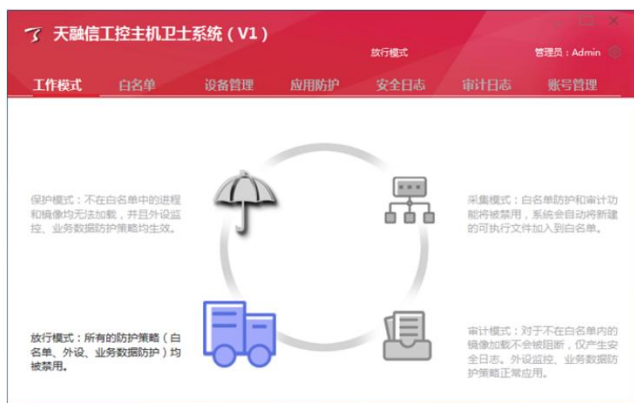 天融信工控主机卫士系统（V1）
放行模式
管理员：Admin
工作模式 白名单 设备管理 应用防护 安全日志 审计日志 账号管理
保护模式：不在白名单中的进程
和镜像均无法加载，并且外设监
控、业务数据防护策略均生效。
采集模式：白名单防护和审计功
能将被禁用，系统会自动将新建
的可执行文件加入到白名单。
放行模式：所有的防护策略（白
名单、外设、业务数据防护）均
被禁用。
审计模式：对于不在白名单内的
镜像加载不会被阻断，仅产生安
全日志。外设监控、业务数据防
护策略正常应用。